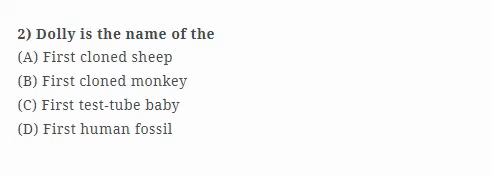 2) Dolly is the name of the
(A) First cloned sheep
(B) First cloned monkey
(C) First test-tube baby
(D) First human fossil